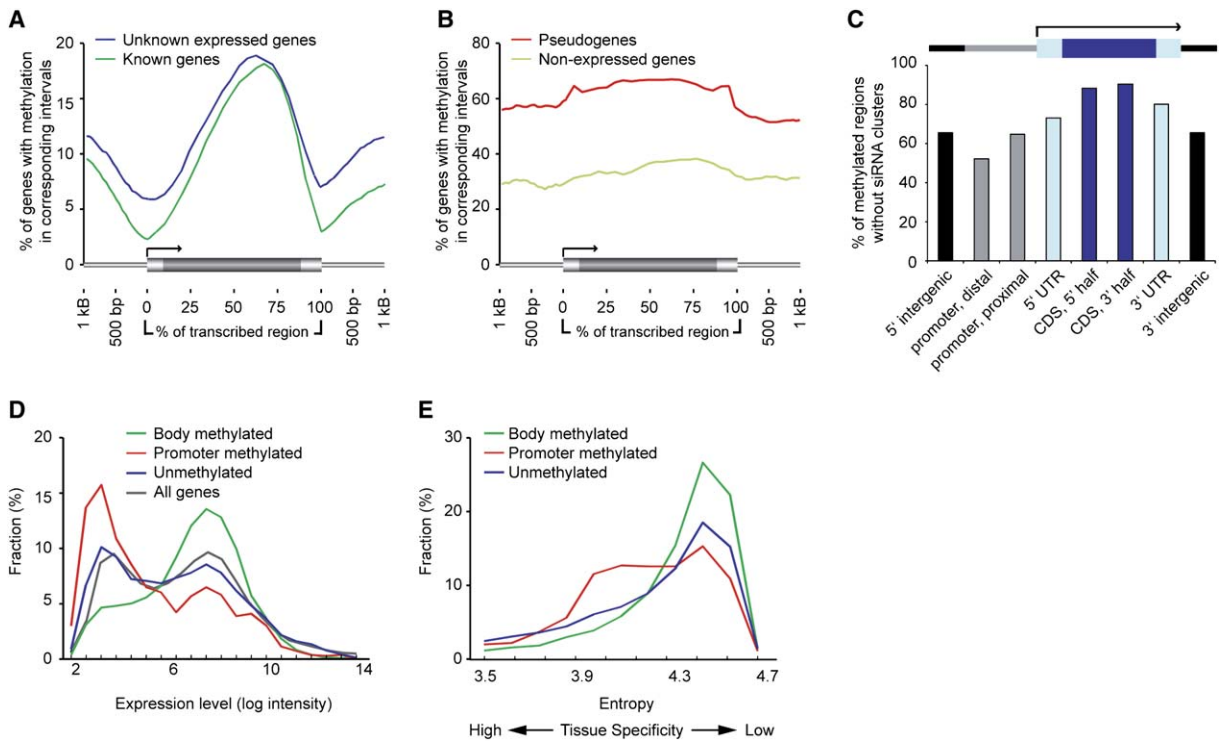 A
% of genes with methylation
in corresponding intervals
20
15
10
5
0
Unknown expressed genes
Known genes
1 kB
500 bp
0
25
50
75
100
500 bp
1 kB
% of transcribed region
B
% of genes with methylation
in corresponding intervals
80
60
40
20
0
Pseudogenes
Non-expressed genes
1 kB
500 bp
0
25
50
75
100
500 bp
1 kB
% of transcribed region
C
% of methylated regions
without siRNA clusters
100
80
60
40
20
0
5' intergenic
promoter, distal
promoter, proximal
5' UTR
CDS, 5' half
CDS, 3' half
3' UTR
3' intergenic
D
Fraction (%)
20
15
10
5
0
Body methylated
Promoter methylated
Unmethylated
All genes
2
6
10
14
Expression level (log intensity)
E
Fraction (%)
30
20
10
0
Body methylated
Promoter methylated
Unmethylated
3.5
3.9
4.3
4.7
Entropy
High Tissue Specificity Low